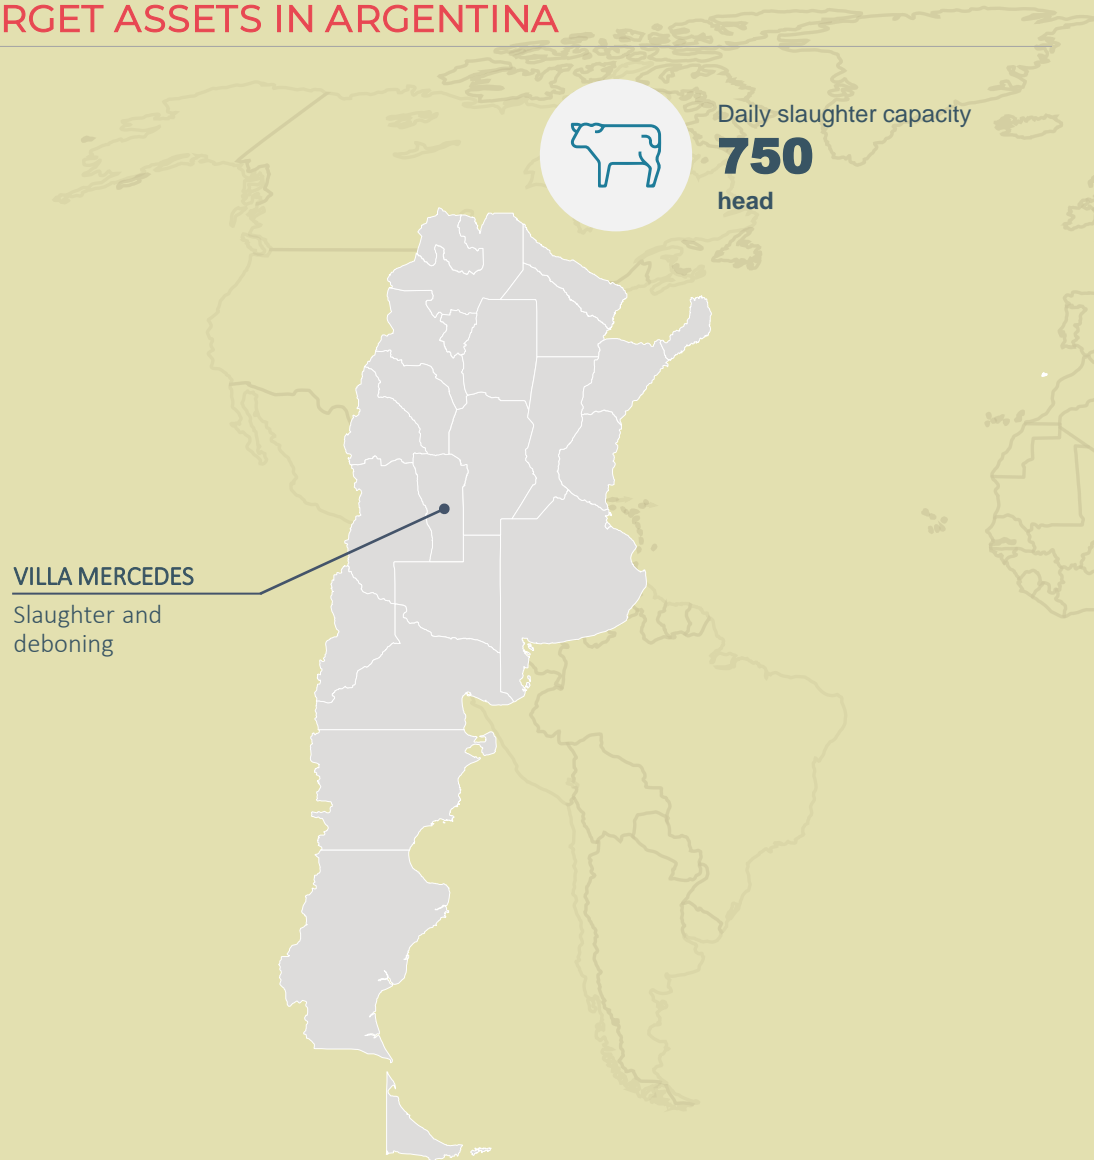 RGET ASSETS IN ARGENTINA
Daily slaughter capacity
750
head
VILLA MERCEDES
Slaughter and
deboning